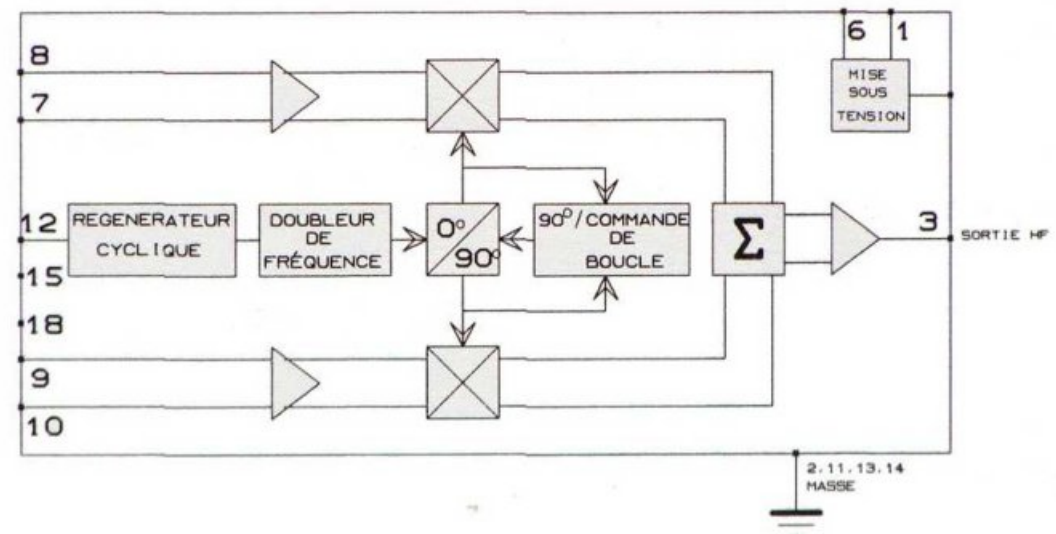 6 1
8
MISE
SOUS
TENSION
7
12
REGENERATEUR
CYCLIQUE
DOUBLEUR
DE
FRÉQUENCE
0°
90°
90°/COMMANDE
DE
BOUCLE
Σ
3
SORTIE HF
15
18
9
10
2.11.13.14
MASSE